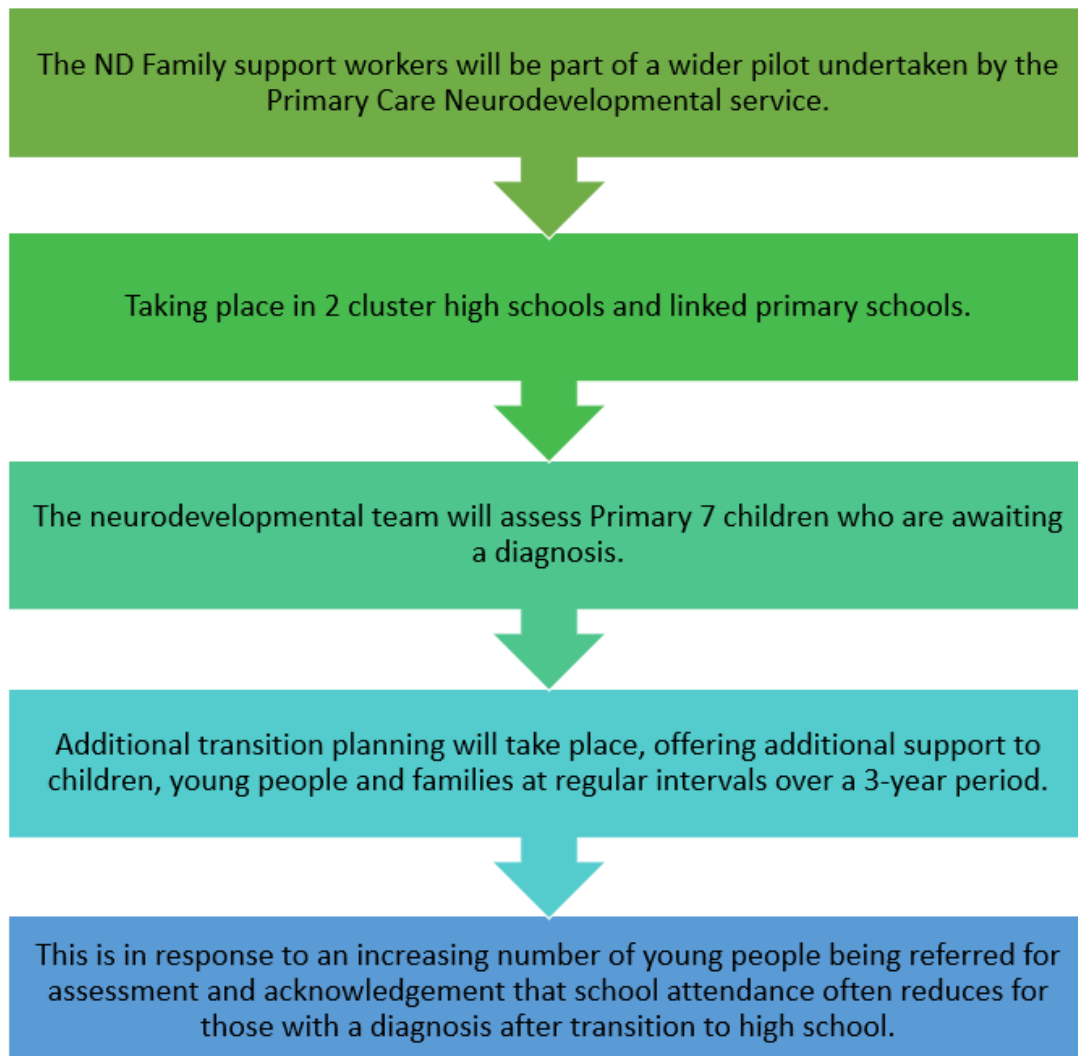 The ND Family support workers will be part of a wider pilot undertaken by the
Primary Care Neurodevelopmental service.
Taking place in 2 cluster high schools and linked primary schools.
The neurodevelopmental team will assess Primary 7 children who are awaiting
a diagnosis.
Additional transition planning will take place, offering additional support to
children, young people and families at regular intervals over a 3-year period.
This is in response to an increasing number of young people being referred for
assessment and acknowledgement that school attendance often reduces for
those with a diagnosis after transition to high school.